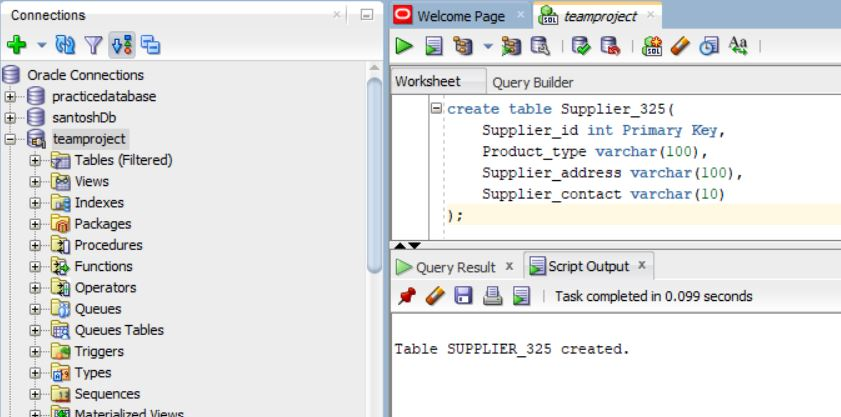 Connections
Oracle Connections
practicedatabase
santoshDb
teamproject
Tables (Filtered)
Views
Indexes
Packages
Procedures
Functions
Operators
Queues
Queues Tables
Triggers
Types
Sequences
Materialized Views
Welcome Page
teamproject
Worksheet
Query Builder
create table Supplier_325(
Supplier_id int Primary Key,
Product_type varchar(100),
Supplier_address varchar(100),
Supplier_contact varchar(10)
);
Query Result x
Script Output x
Task completed in 0.099 seconds
Table SUPPLIER_325 created.